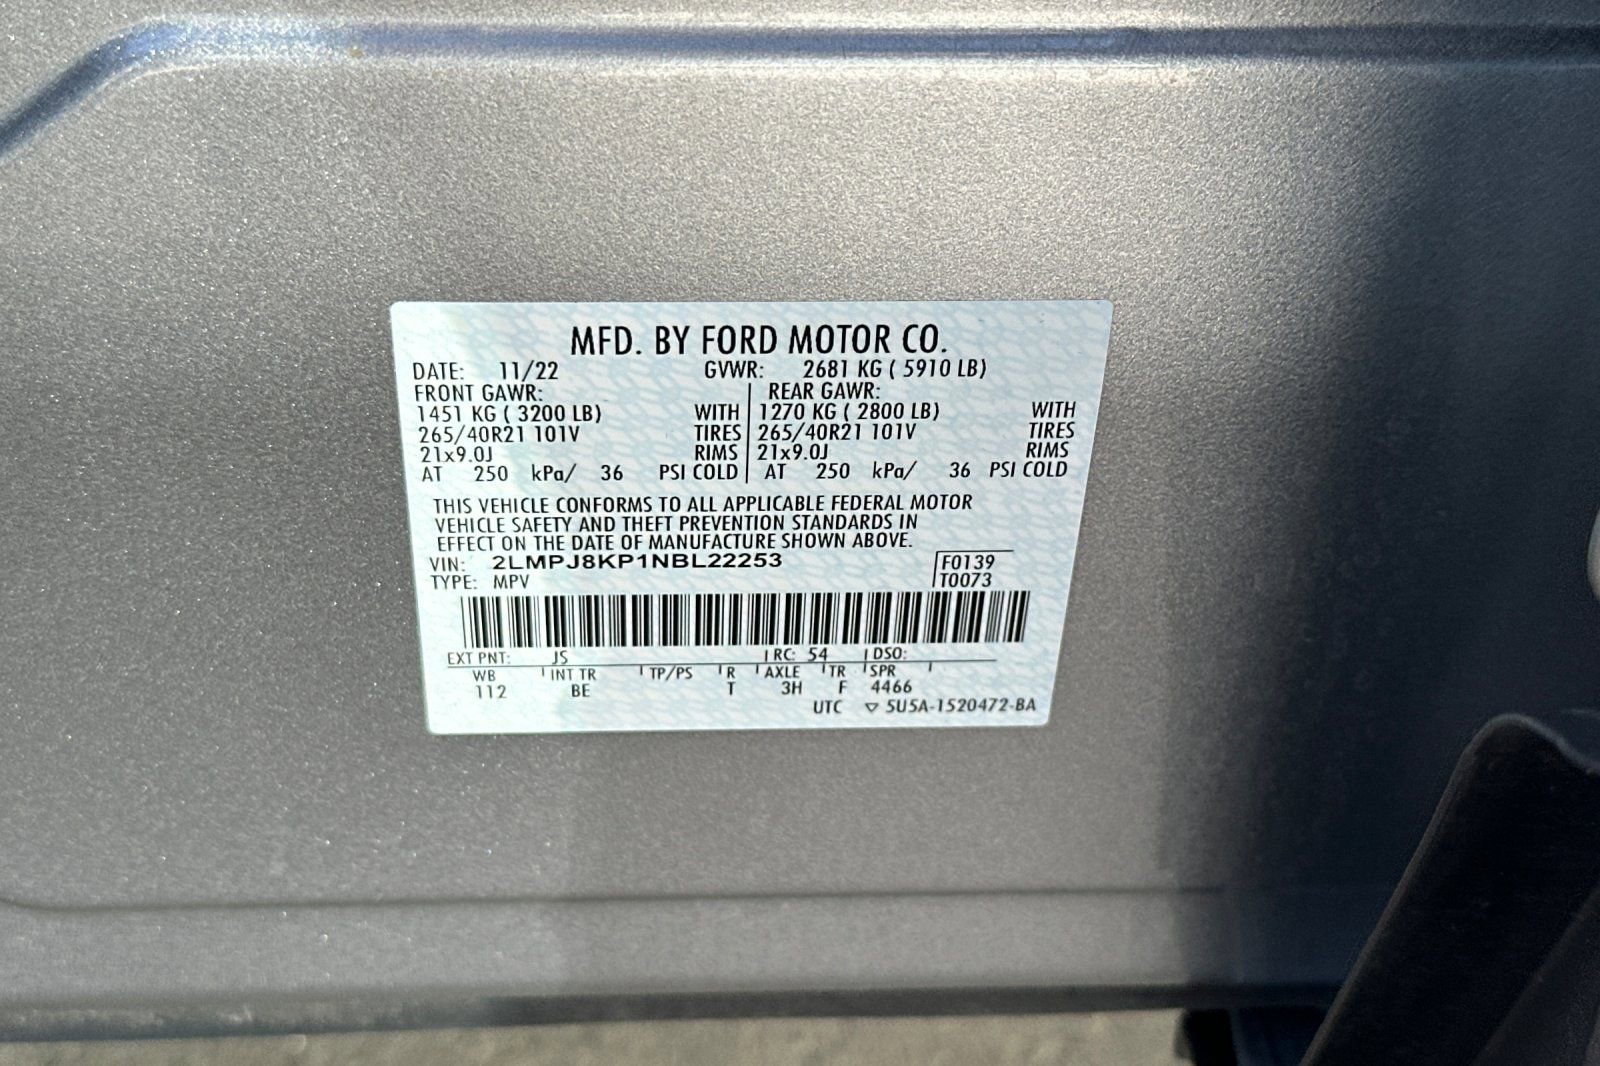 MFD. BY FORD MOTOR CO.
DATE: 11/22 GVWR: 2681 KG ( 5910 LB)
FRONT GAWR: REAR GAWR:
1451 KG ( 3200 LB) WITH 1270 KG ( 2800 LB) WITH
265/40R21 101V TIRES 265/40R21 101V TIRES
21x9.0J RIMS 21x9.0J RIMS
AT 250 kPa/ 36 PSI COLD AT 250 kPa/ 36 PSI COLD
THIS VEHICLE CONFORMS TO ALL APPLICABLE FEDERAL MOTOR
VEHICLE SAFETY AND THEFT PREVENTION STANDARDS IN
EFFECT ON THE DATE OF MANUFACTURE SHOWN ABOVE.
VIN: 2LMPJ8KP1NBL22253 F0139
TYPE: MPV T0073
EXT PNT: JS RC: 54 DSO:
WB INT TR TP/PS R AXLE TR SPR
112 BE T 3H F 4466
UTC ▽ 5U5A-1520472-BA